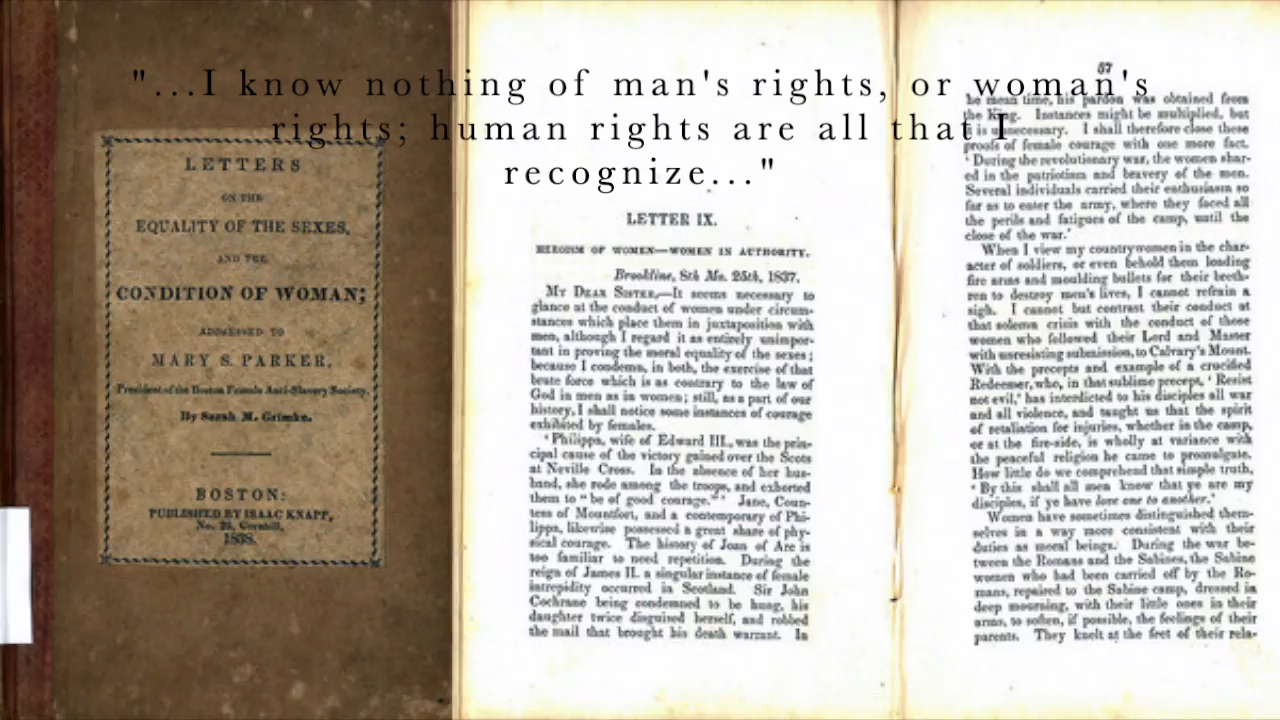 "...I know nothing of man's rights, or woman's
rights; human rights are all that I
recognize..."
LETTERS
ON THE
EQUALITY OF THE SEXES,
AND THE
CONDITION OF WOMAN;
ADDRESSED TO
MARY S. PARKER,
President of the Boston Female Anti-Slavery Society.
By Sarah M. Grimke.
BOSTON:
PUBLISHED BY ISAAC KNAPP,
No. 25, Cornhill,
1838.
LETTER IX.
HEROISM OF WOMEN—WOMEN IN AUTHORITY.
Brookline, 8th Mo. 25th, 1837.
MY DEAR SISTER,—It seems necessary to
glance at the conduct of women under circum-
stances which place them in juxtaposition with
men, although I regard it as entirely unimpor-
tant in proving the moral equality of the sexes;
because I condemn, in both, the exercise of that
brute force which is as contrary to the law of
God in men as in women; still, as a part of our
history, I shall notice some instances of courage
exhibited by females.
'Philippa, wife of Edward III., was the prin-
cipal cause of the victory gained over the Scots
at Neville Cross. In the absence of her hus-
band, she rode among the troops, and exhorted
them to "be of good courage."' Jane, Coun-
tess of Mountfort, and a contemporary of Phi-
lippa, likewise possessed a great share of phy-
sical courage. The history of Joan of Arc is
too familiar to need repetition. During the
reign of James II. a singular instance of female
intrepidity occurred in Scotland. Sir John
Cochrane being condemned to be hung, his
daughter twice disguised herself, and robbed
the mail that brought his death warrant. In
67
he mean time, his pardon was obtained from
the King. Instances might be multiplied, but
it is unnecessary. I shall therefore close these
proofs of female courage with one more fact.
'During the revolutionary war, the women shar-
ed in the patriotism and bravery of the men.
Several individuals carried their enthusiasm so
far as to enter the army, where they faced all
the perils and fatigues of the camp, until the
close of the war.'
When I view my countrywomen in the char-
acter of soldiers, or even behold them loading
fire arms and moulding bullets for their breth-
ren to destroy men's lives, I cannot refrain a
sigh. I cannot but contrast their conduct at
that solemn crisis with the conduct of those
women who followed their Lord and Master
with unresisting submission, to Calvary's Mount.
With the precepts and example of a crucified
Redeemer, who, in that sublime precept, 'Resist
not evil,' has interdicted to his disciples all war
and all violence, and taught us that the spirit
of retaliation for injuries, whether in the camp,
or at the fire-side, is wholly at variance with
the peaceful religion he came to promulgate.
How little do we comprehend that simple truth,
'By this shall all men know that ye are my
disciples, if ye have love one to another.'
Women have sometimes distinguished them-
selves in a way more consistent with their
duties as moral beings. During the war be-
tween the Romans and the Sabines, the Sabine
women who had been carried off by the Ro-
mans, repaired to the Sabine camp, dressed in
deep mourning, with their little ones in their
arms, to soften, if possible, the feelings of their
parents. They knelt at the feet of their rela-